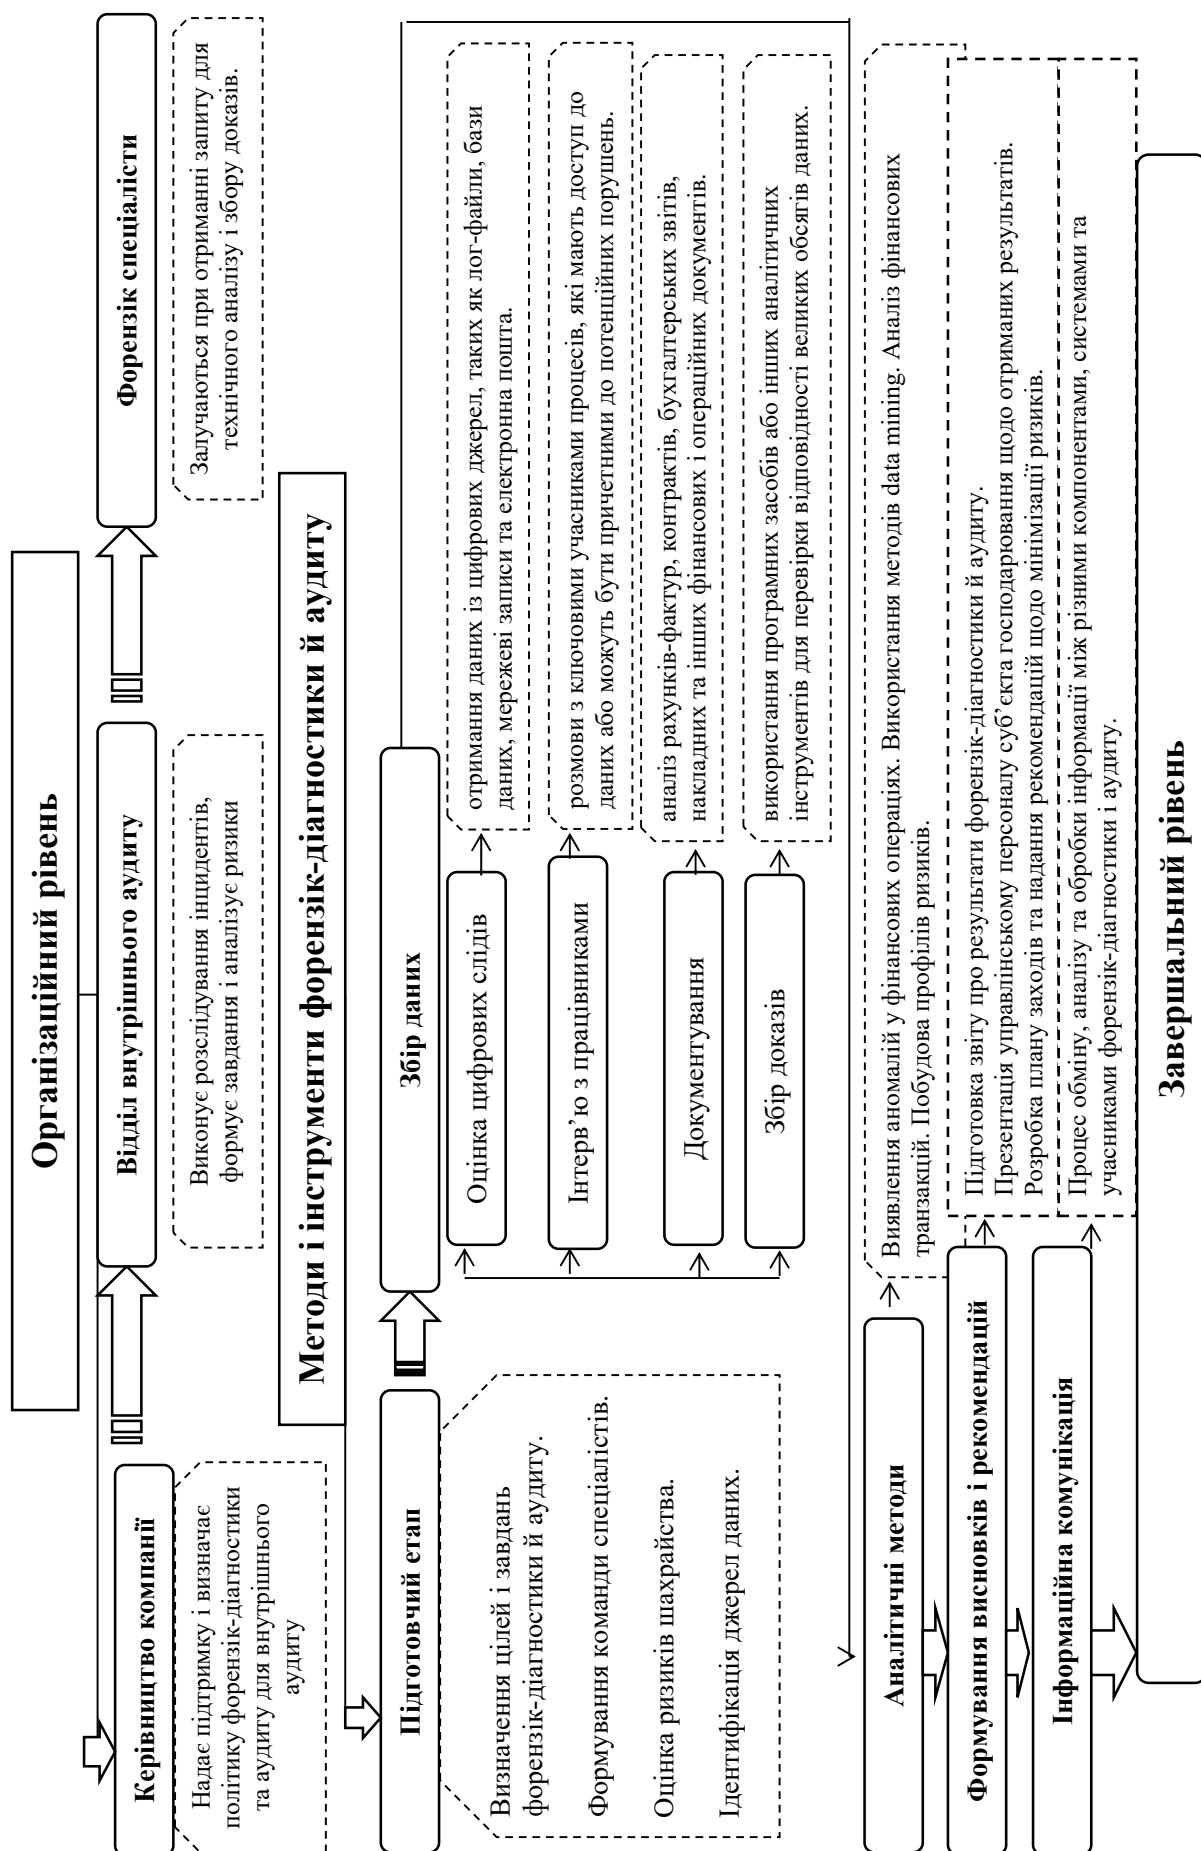 Організаційний рівень
Керівництво компанії
Надає підтримку і визначає
політику форензік-діагностики
та аудиту для внутрішнього
аудиту
Відділ внутрішнього аудиту
Виконує розслідування інцидентів,
формує завдання і аналізує ризики
Форензік спеціалісти
Залучаються при отриманні запиту для
технічного аналізу і збору доказів.
Методи і інструменти форензік-діагностики й аудиту
Підготовчий етап
Визначення цілей і завдань
форензік-діагностики й аудиту.
Формування команди спеціалістів.
Оцінка ризиків шахрайства.
Ідентифікація джерел даних.
Збір даних
Оцінка цифрових слідів
отримання даних із цифрових джерел, таких як лог-файли, бази
даних, мережеві записи та електронна пошта.
Інтерв’ю з працівниками
розмови з ключовими учасниками процесів, які мають доступ до
даних або можуть бути причетними до потенційних порушень.
Документування
аналіз рахунків-фактур, контрактів, бухгалтерських звітів,
накладних та інших фінансових і операційних документів.
Збір доказів
використання програмних засобів або інших аналітичних
інструментів для перевірки відповідності великих обсягів даних.
Аналітичні методи
Виявлення аномалій у фінансових операціях. Використання методів data mining. Аналіз фінансових
транзакцій. Побудова профілів ризиків.
Формування висновків і рекомендацій
Підготовка звіту про результати форензік-діагностики й аудиту.
Презентація управлінському персоналу суб’єкта господарювання щодо отриманих результатів.
Розробка плану заходів та надання рекомендацій щодо мінімізації ризиків.
Інформаційна комунікація
Процес обміну, аналізу та обробки інформації між різними компонентами, системами та
учасниками форензік-діагностики і аудиту.
Завершальний рівень